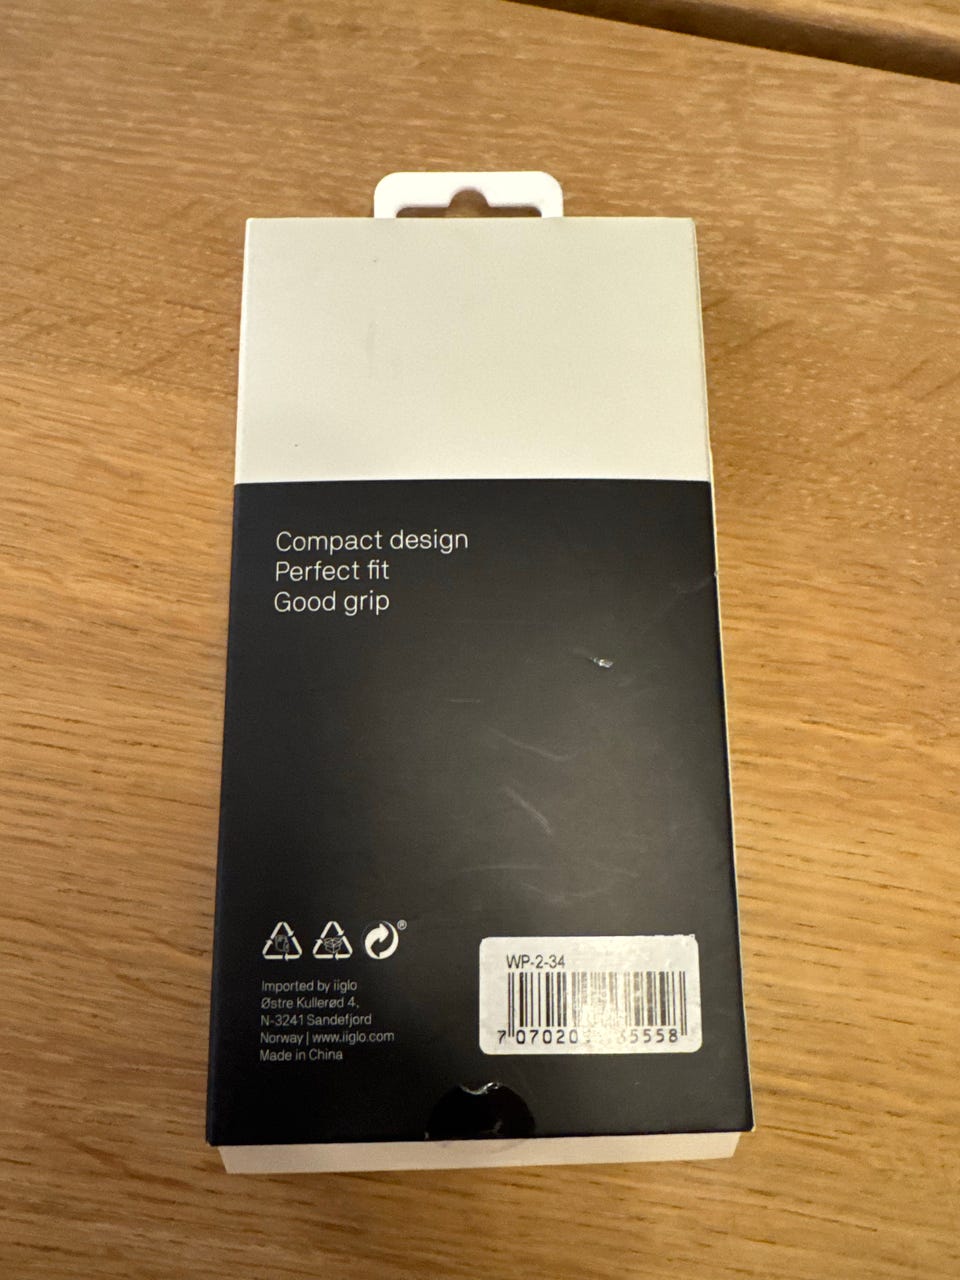 Compact design
Perfect fit
Good grip
®
Imported by iiglo
Østre Kullerød 4,
N-3241 Sandefjord
Norway | www.iiglo.com
Made in China
WP-2-34